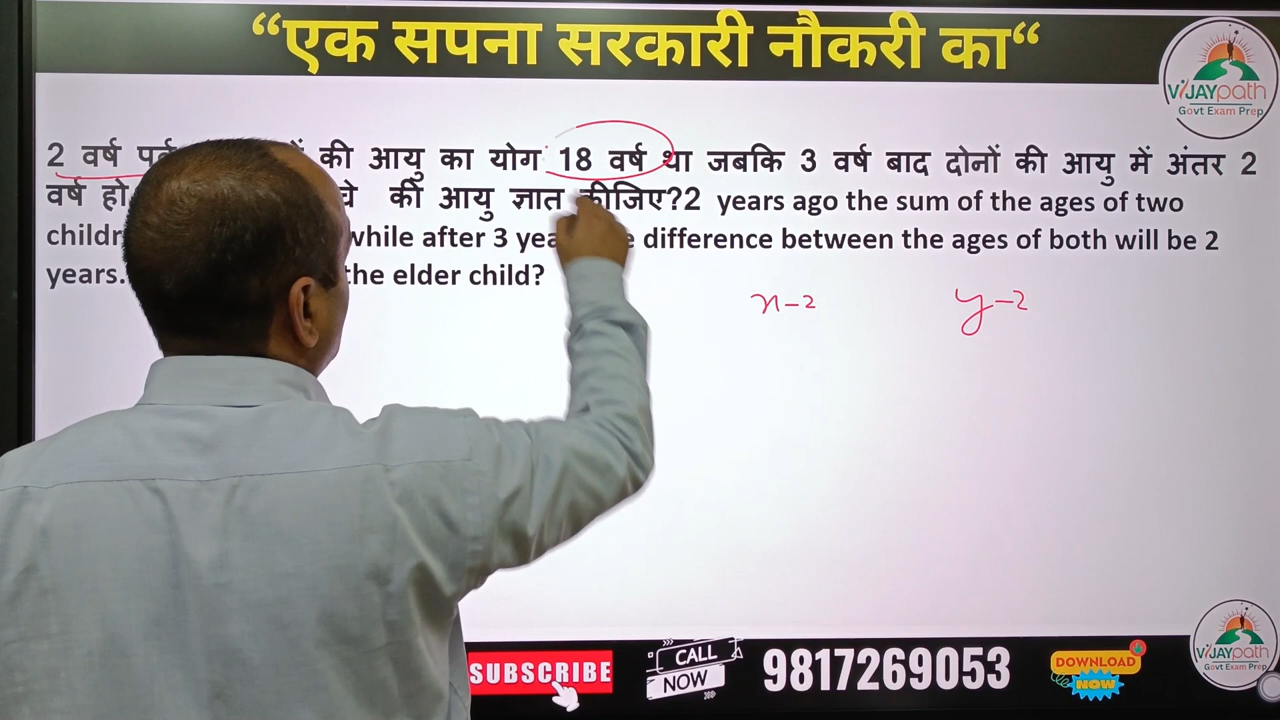 “एक सपना सरकारी नौकरी का“
VIJAYpath
Govt Exam Prep
2 वर्ष की आयु का योग 18 वर्ष था जबकि 3 वर्ष बाद दोनों की आयु में अंतर 2
वर्ष की आयु ज्ञात कीजिए?2 years ago the sum of the ages of two
while after 3 difference between the ages of both will be 2
years. the elder child?
x-2 y-2
SUBSCRIBE
CALL
NOW
9817269053
DOWNLOAD
NOW
VIJAYpath
Govt Exam Prep